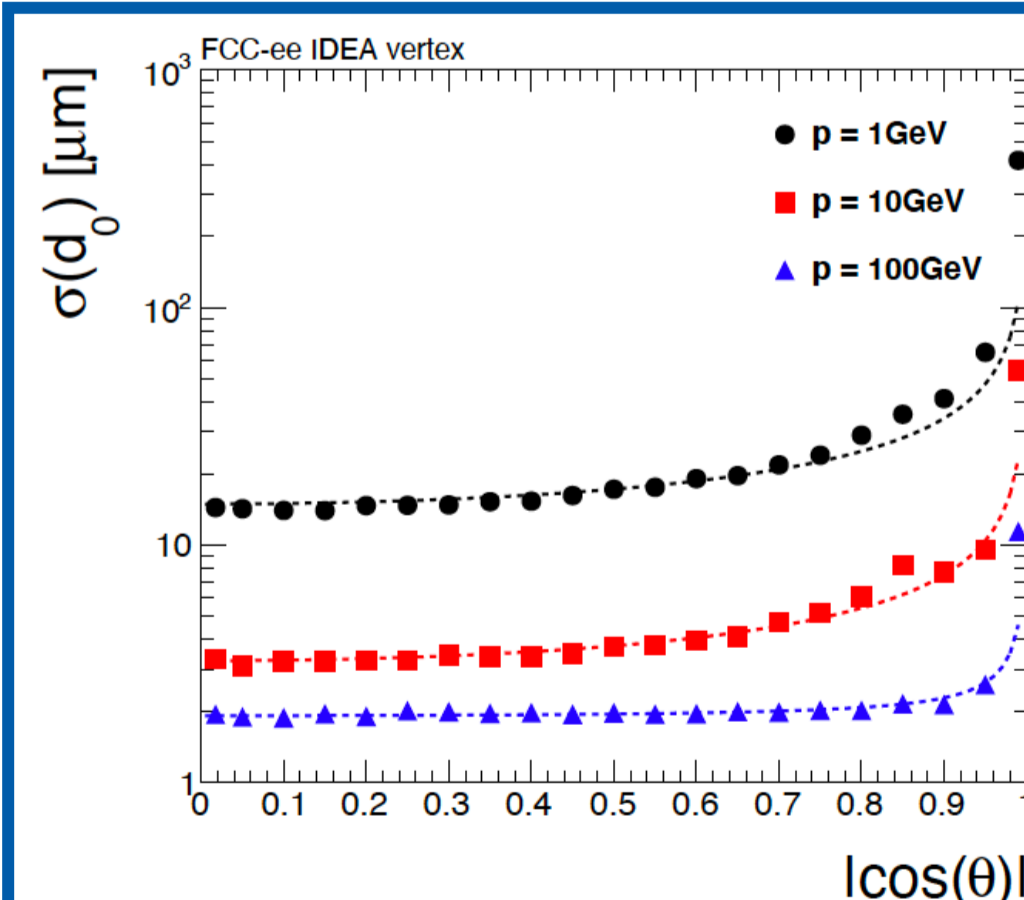 FCC-ee IDEA vertex
σ(d₀) [μm]
10³
10²
10
1
p = 1GeV
p = 10GeV
p = 100GeV
0 0.1 0.2 0.3 0.4 0.5 0.6 0.7 0.8 0.9
|cos(θ)|